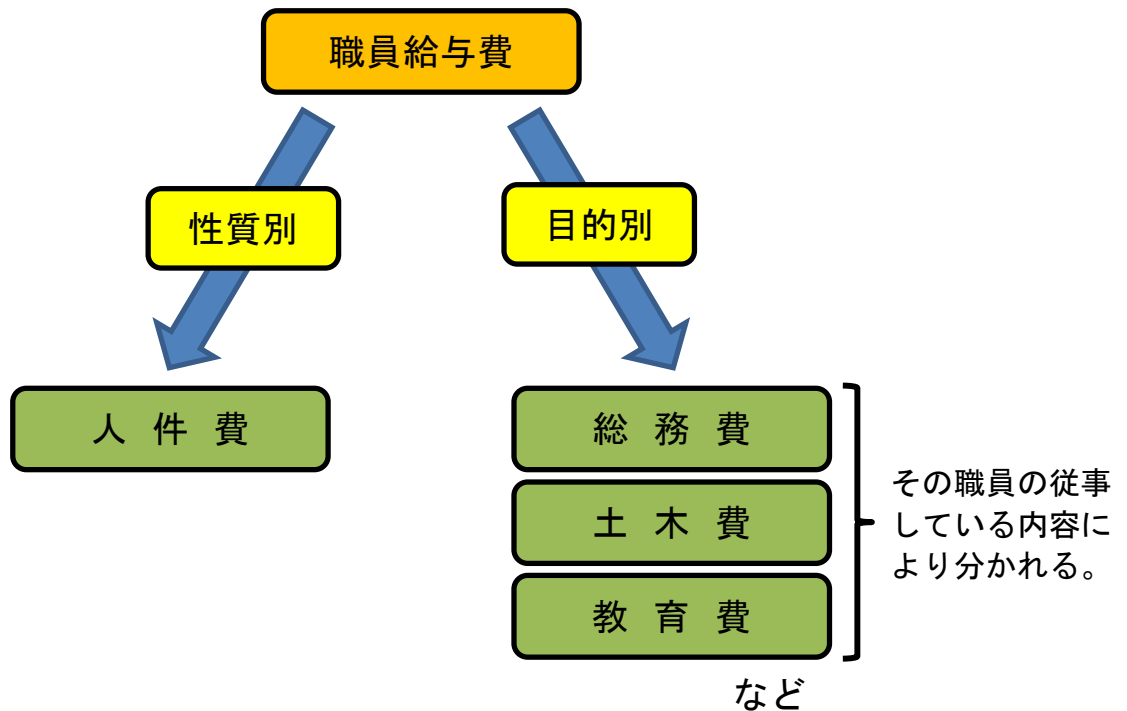 職員給与費
性質別
目的別
人 件 費
総 務 費
土 木 費
教 育 費
など
その職員の従事
している内容に
より分かれる。